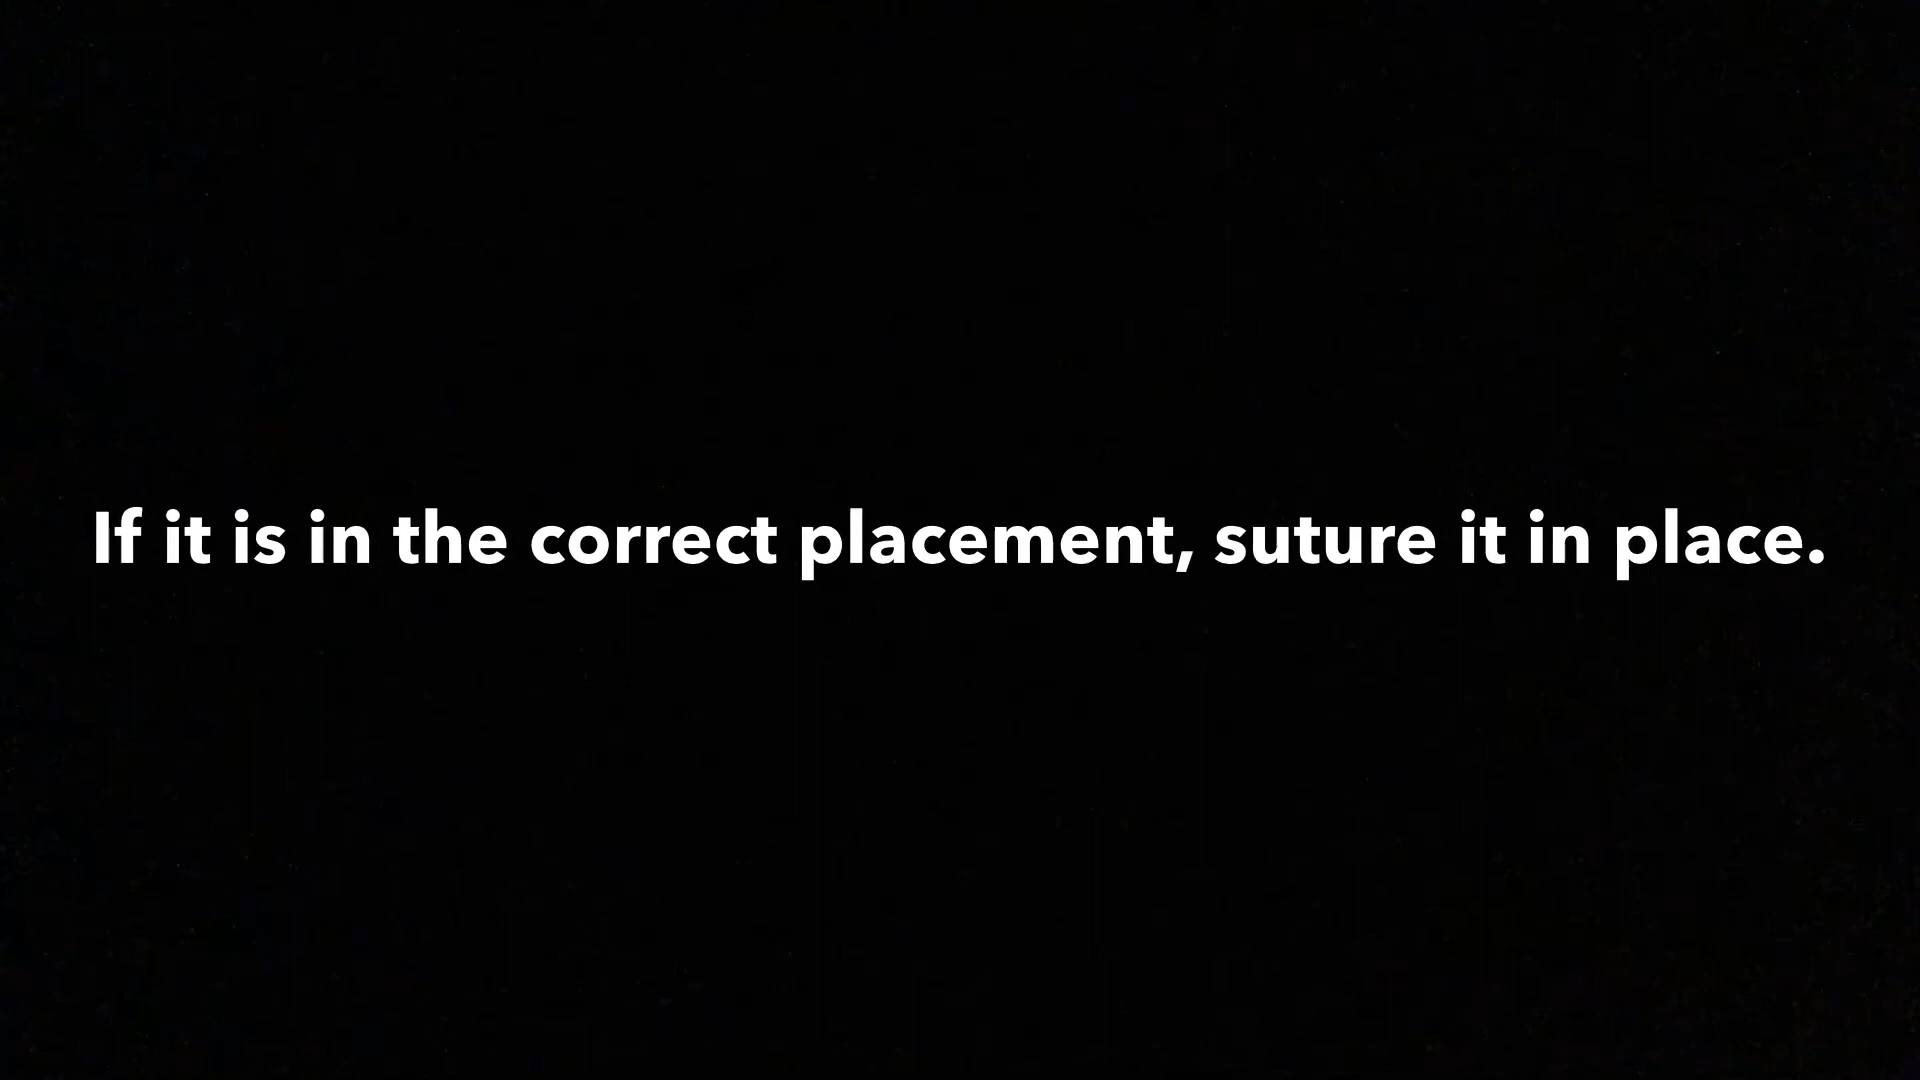 If it is in the correct placement, suture it in place.